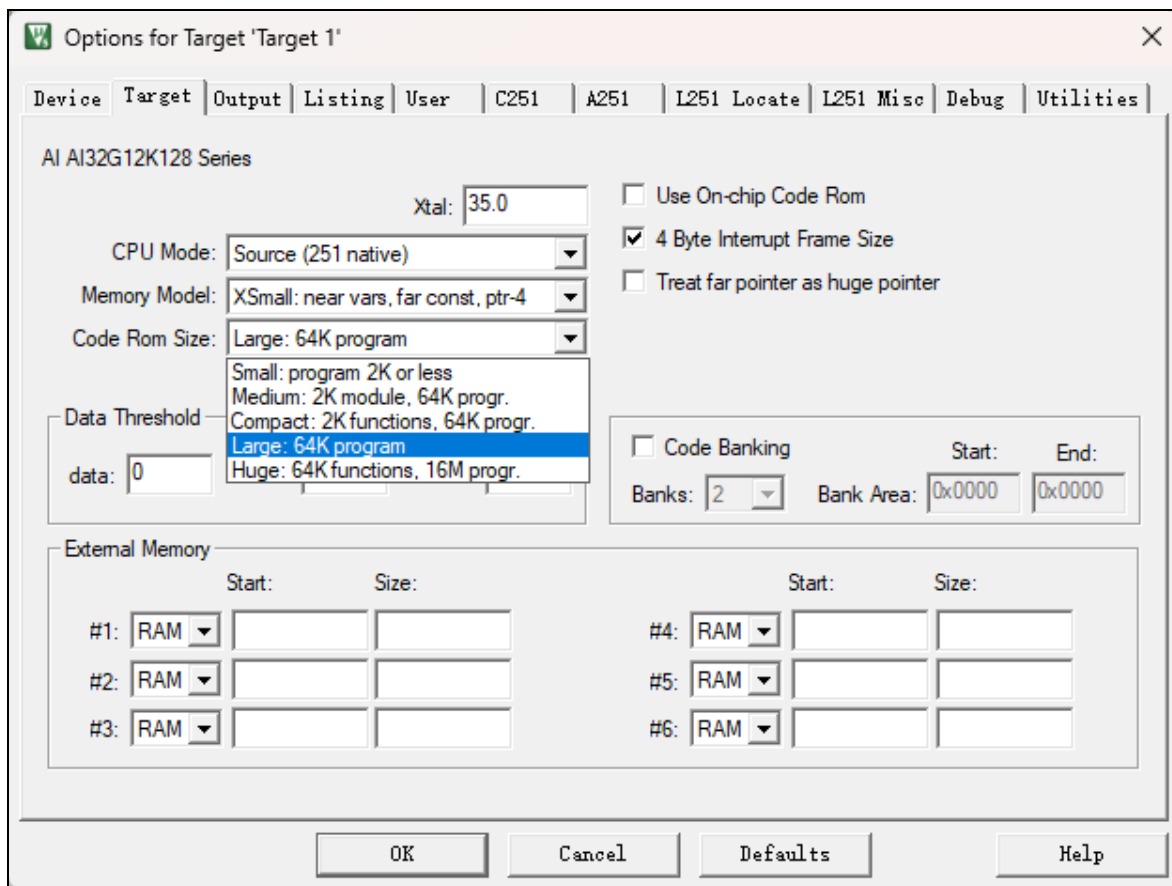 Options for Target 'Target 1'
Device Target Output Listing User C251 A251 L251 Locate L251 Misc Debug Utilities
AI AI32G12K128 Series
Xtal: 35.0
Use On-chip Code Rom
CPU Mode: Source (251 native)
4 Byte Interrupt Frame Size
Memory Model: XSmall: near vars, far const, ptr-4
Treat far pointer as huge pointer
Code Rom Size: Large: 64K program
Small: program 2K or less
Medium: 2K module, 64K progr.
Compact: 2K functions, 64K progr.
Large: 64K program
Huge: 64K functions, 16M progr.
Data Threshold
data: 0
Code Banking Start: End:
Banks: 2 Bank Area: 0x0000 0x0000
External Memory
Start: Size: Start: Size:
#1: RAM #4: RAM
#2: RAM #5: RAM
#3: RAM #6: RAM
OK Cancel Defaults Help